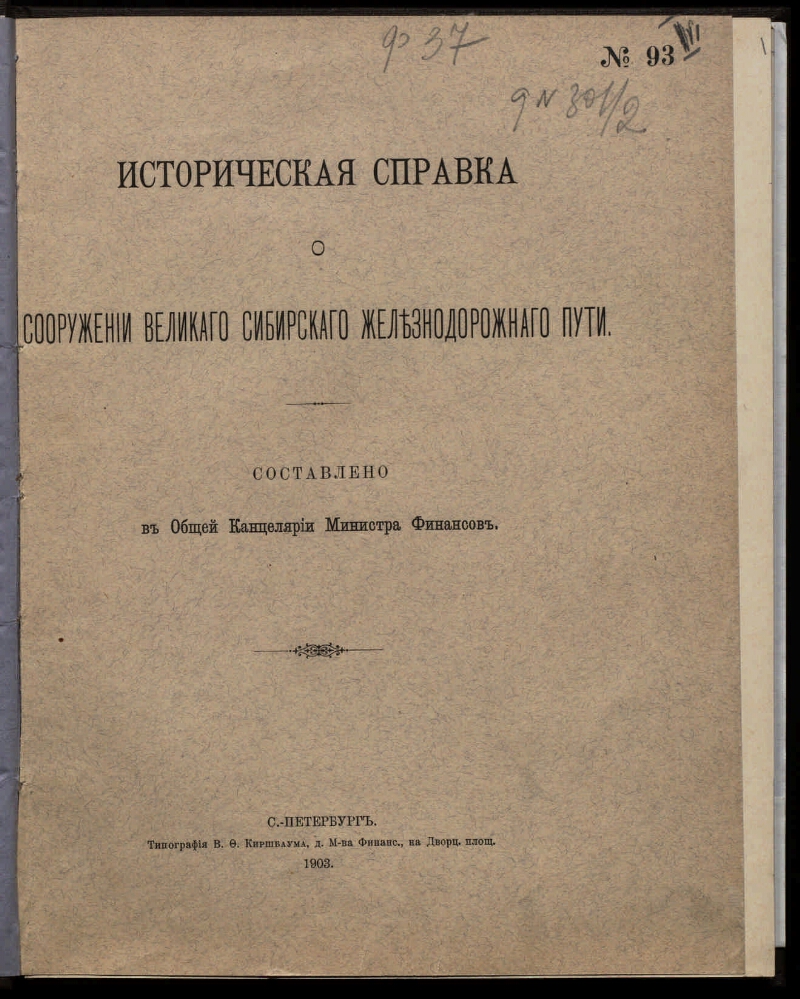 ф 37
№ 93
ИСТОРИЧЕСКАЯ СПРАВКА
О
СООРУЖЕНІИ ВЕЛИКАГО СИБИРСКАГО ЖЕЛѢЗНОДОРОЖНАГО ПУТИ.
СОСТАВЛЕНО
въ Общей Канцеляріи Министра Финансовъ.
С.-ПЕТЕРБУРГЪ.
Типографія В. Ѳ. Киршбаума, д. М-ва Финанс., на Дворц. площ.
1903.